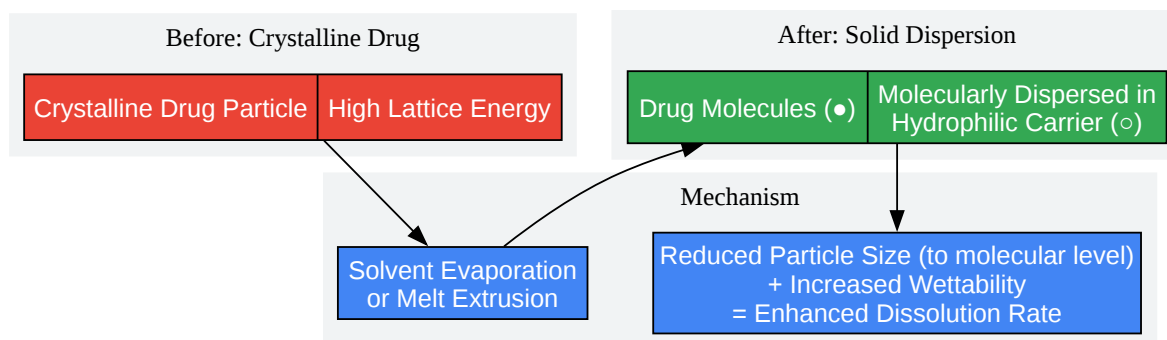 Before: Crystalline Drug
Crystalline Drug Particle
High Lattice Energy
After: Solid Dispersion
Drug Molecules (●)
Molecularly Dispersed in
Hydrophilic Carrier (○)
Mechanism
Solvent Evaporation
or Melt Extrusion
Reduced Particle Size (to molecular level)
+ Increased Wettability
= Enhanced Dissolution Rate